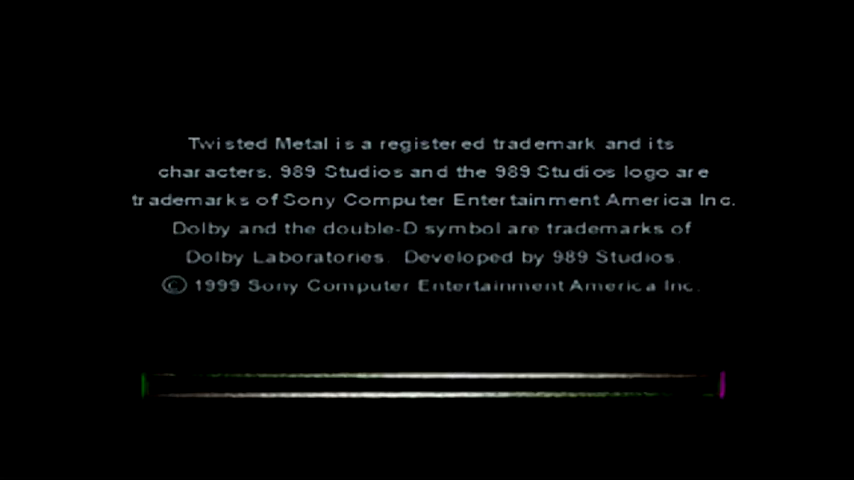 Twisted Metal is a registered trademark and its
characters, 989 Studios and the 989 Studios logo are
trademarks of Sony Computer Entertainment America Inc.
Dolby and the double-D symbol are trademarks of
Dolby Laboratories. Developed by 989 Studios.
© 1999 Sony Computer Entertainment America Inc.